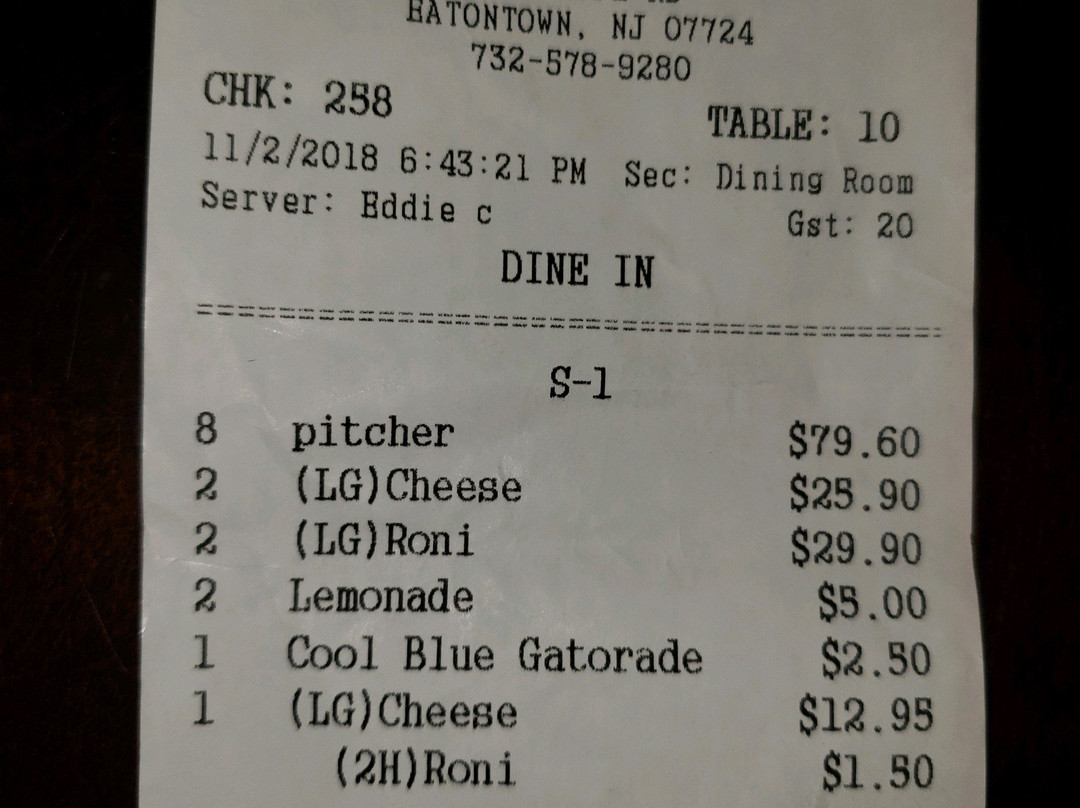 EATONTOWN, NJ 07724
732-578-9280
CHK: 258 TABLE: 10
11/2/2018 6:43:21 PM Sec: Dining Room
Server: Eddie c Gst: 20
DINE IN
S-1
8 pitcher $79.60
2 (LG)Cheese $25.90
2 (LG)Roni $29.90
2 Lemonade $5.00
1 Cool Blue Gatorade $2.50
1 (LG)Cheese $12.95
(2H)Roni $1.50